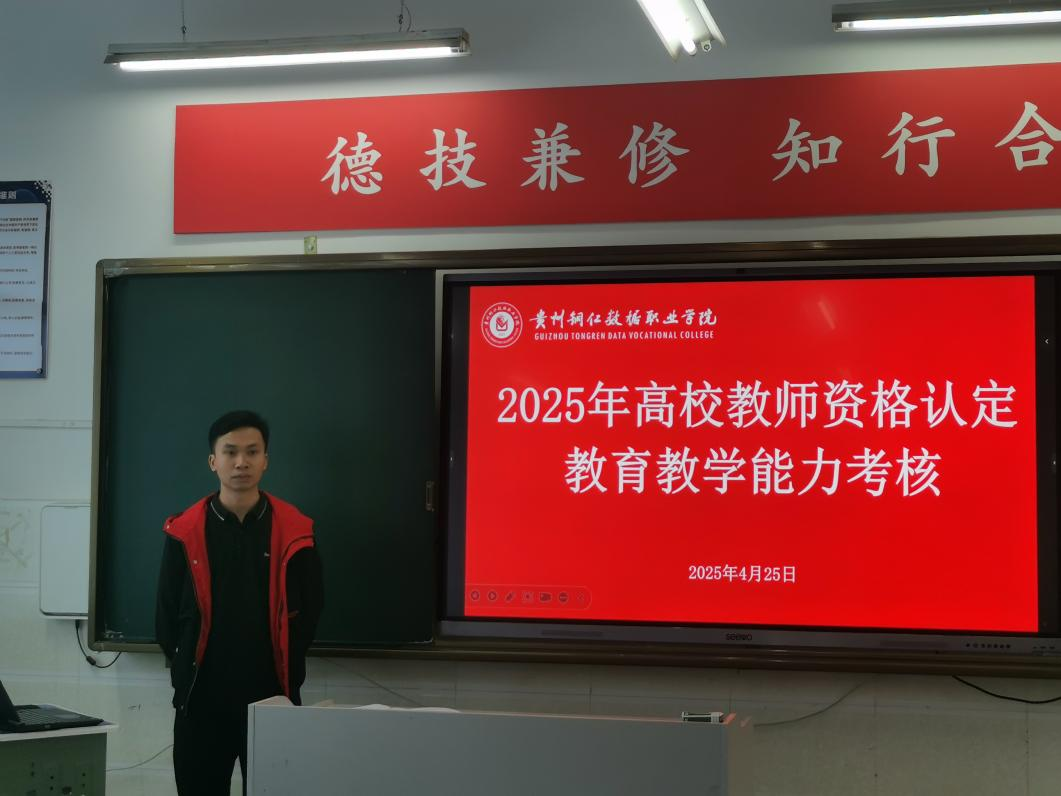 德技兼修 知行合
贵州铜仁数据职业学院
GUIZHOU TONGREN DATA VOCATIONAL COLLEGE
2025年高校教师资格认定
教育教学能力考核
2025年4月25日
seewo